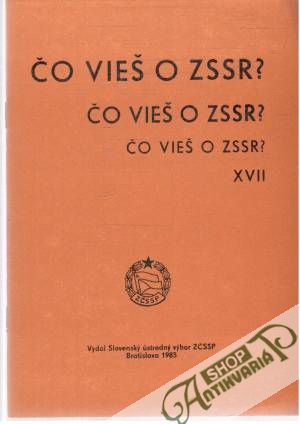 ČO VIEŠ O ZSSR?
ČO VIEŠ O ZSSR?
ČO VIEŠ O ZSSR?
XVII
ZČSSP
Vydal Slovenský ústredný výbor ZČSSP
Bratislava 1985
SHOP
ANTIKVARIAT